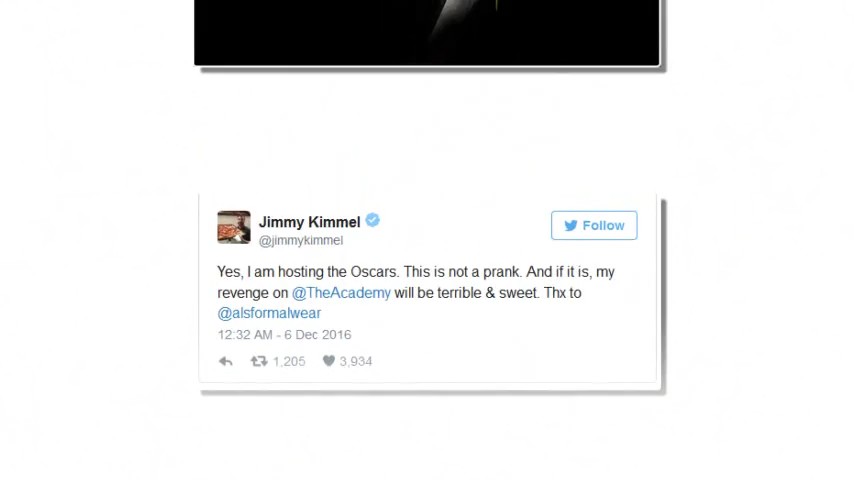 Jimmy Kimmel
Follow
@jimmykimmel
Yes, I am hosting the Oscars. This is not a prank. And if it is, my
revenge on @TheAcademy will be terrible & sweet. Thx to
@alsformalwear
12:32 AM - 6 Dec 2016
1,205 3,934